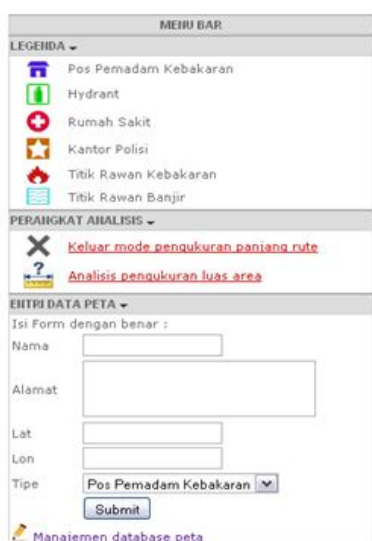 MENU BAR
LEGENDA
Pos Pemadam Kebakaran
Hydrant
Rumah Sakit
Kantor Polisi
Titik Rawan Kebakaran
Titik Rawan Banjir
PERANGKAT ANALISIS
Keluar mode pengukuran panjang rute
?
Analisis pengukuran luas area
ENTRI DATA PETA
Isi Form dengan benar :
Nama
Alamat
Lat
Lon
Tipe Pos Pemadam Kebakaran
Submit
Manajemen database peta